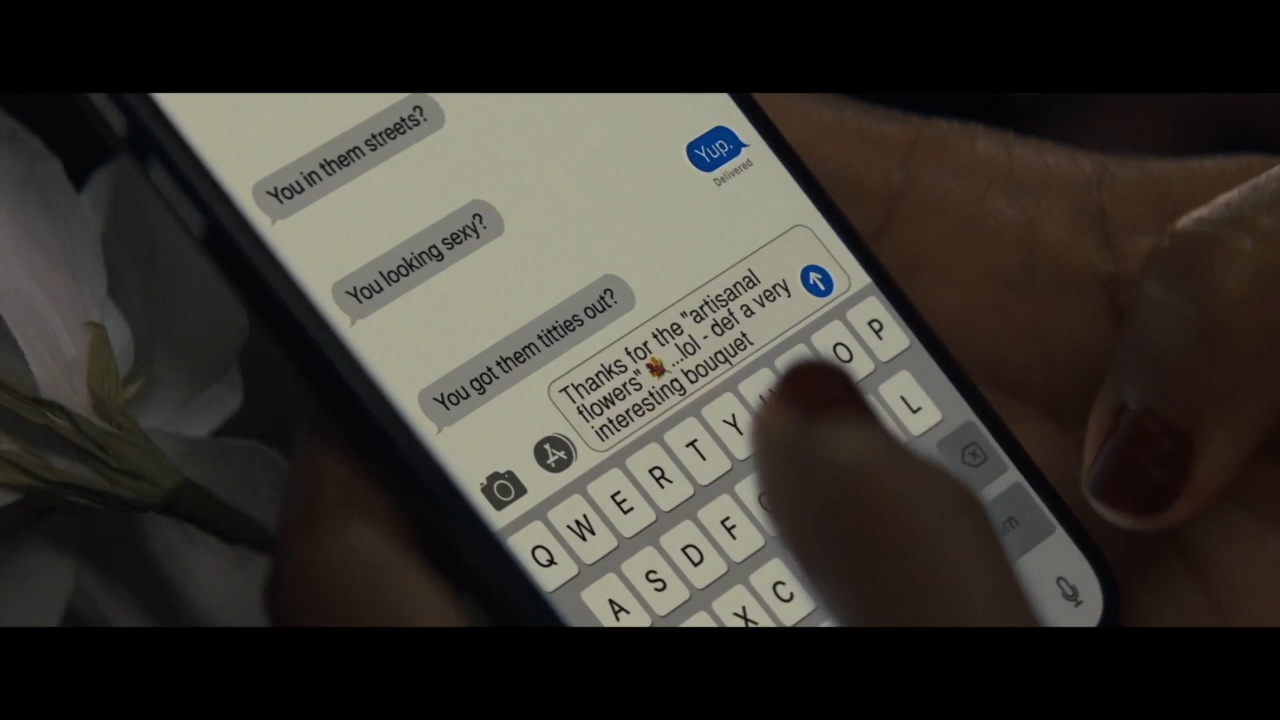 You in them streets?
Yup.
Delivered
You looking sexy?
You got them titties out?
Thanks for the "artisanal
flowers" 🍁...lol - def a very
interesting bouquet
Q W E R T Y O P
A S D F L
X C